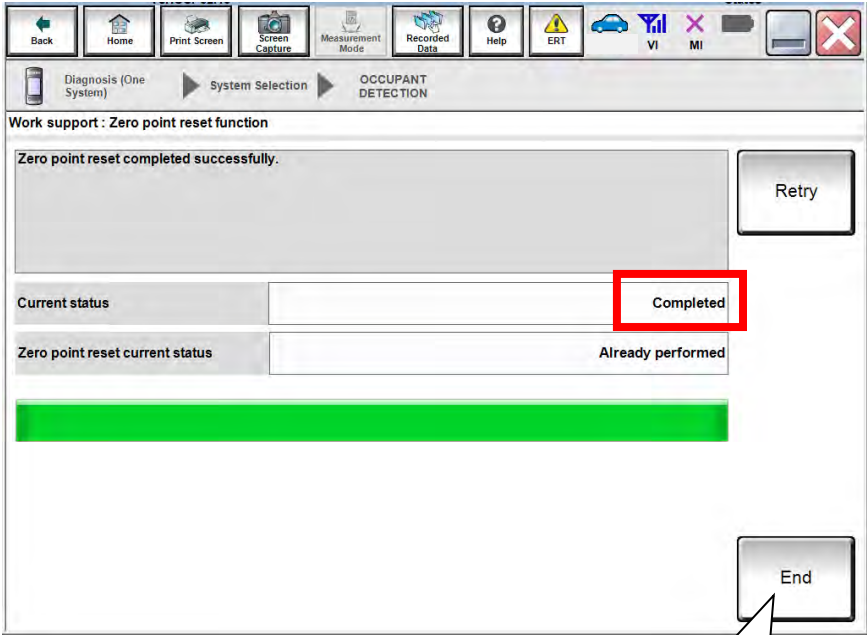 Back
Home
Print Screen
Screen
Capture
Measurement
Mode
Recorded
Data
Help
ERT
VI
MI
Diagnosis (One
System)
System Selection
OCCUPANT
DETECTION
Work support : Zero point reset function
Zero point reset completed successfully.
Retry
Current status
Completed
Zero point reset current status
Already performed
End